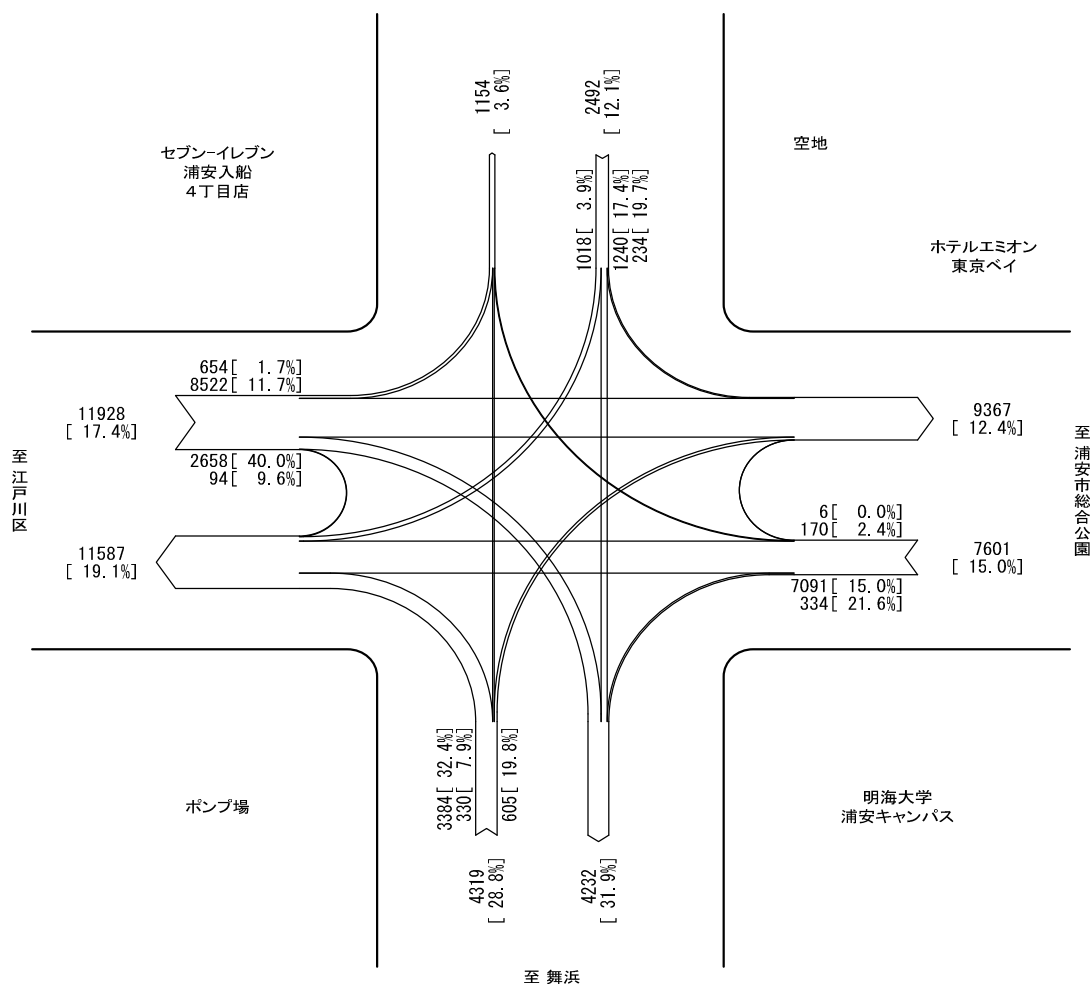 1154
[ 3.6%]
2492
[ 12.1%]
空地
セブン-イレブン
浦安入船
4丁目店
1018[ 3.9%]
1240[ 17.4%]
234[ 19.7%]
ホテルエミオン
東京ベイ
654[ 1.7%]
8522[ 11.7%]
11928
[ 17.4%]
9367
[ 12.4%]
至江戸川区
至浦安市総合公園
2658[ 40.0%]
94[ 9.6%]
6[ 0.0%]
170[ 2.4%]
11587
[ 19.1%]
7601
[ 15.0%]
7091[ 15.0%]
334[ 21.6%]
3384[ 32.4%]
330[ 7.9%]
605[ 19.8%]
ポンプ場
明海大学
浦安キャンパス
4319
[ 28.8%]
4232
[ 31.9%]
至 舞浜